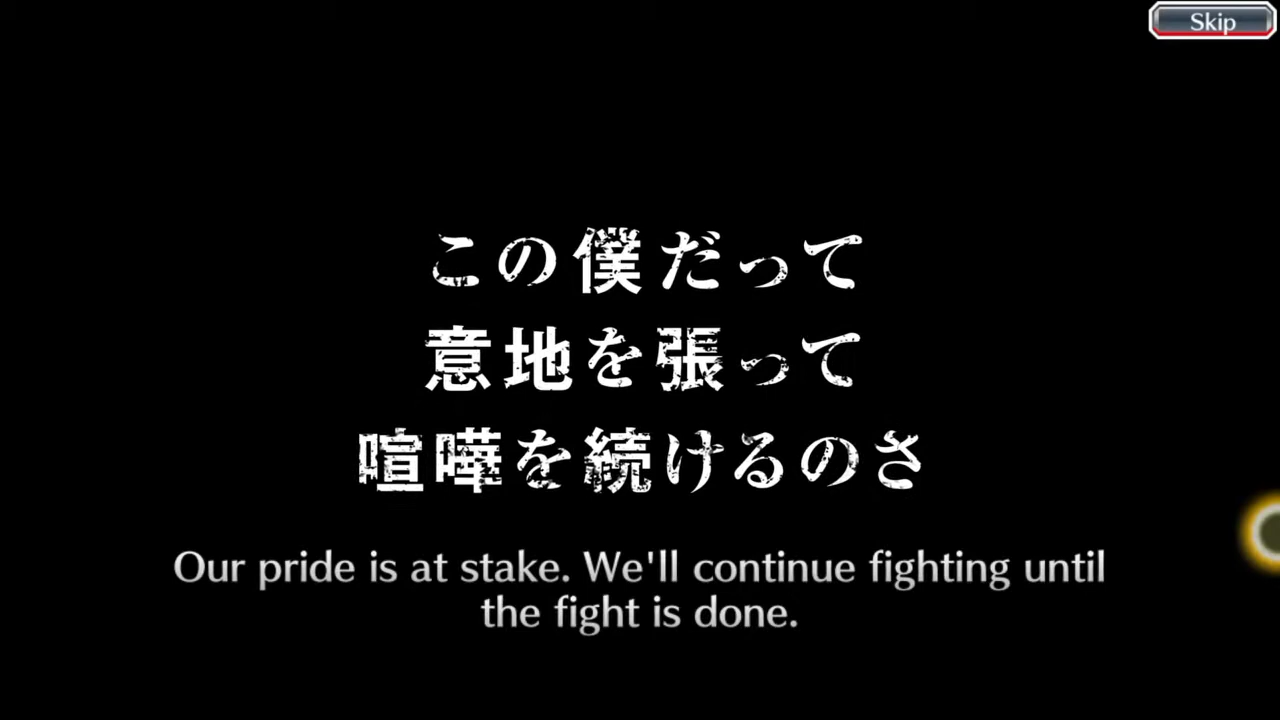 Skip
この僕だって
意地を張って
喧嘩を続けるのさ
Our pride is at stake. We'll continue fighting until
the fight is done.